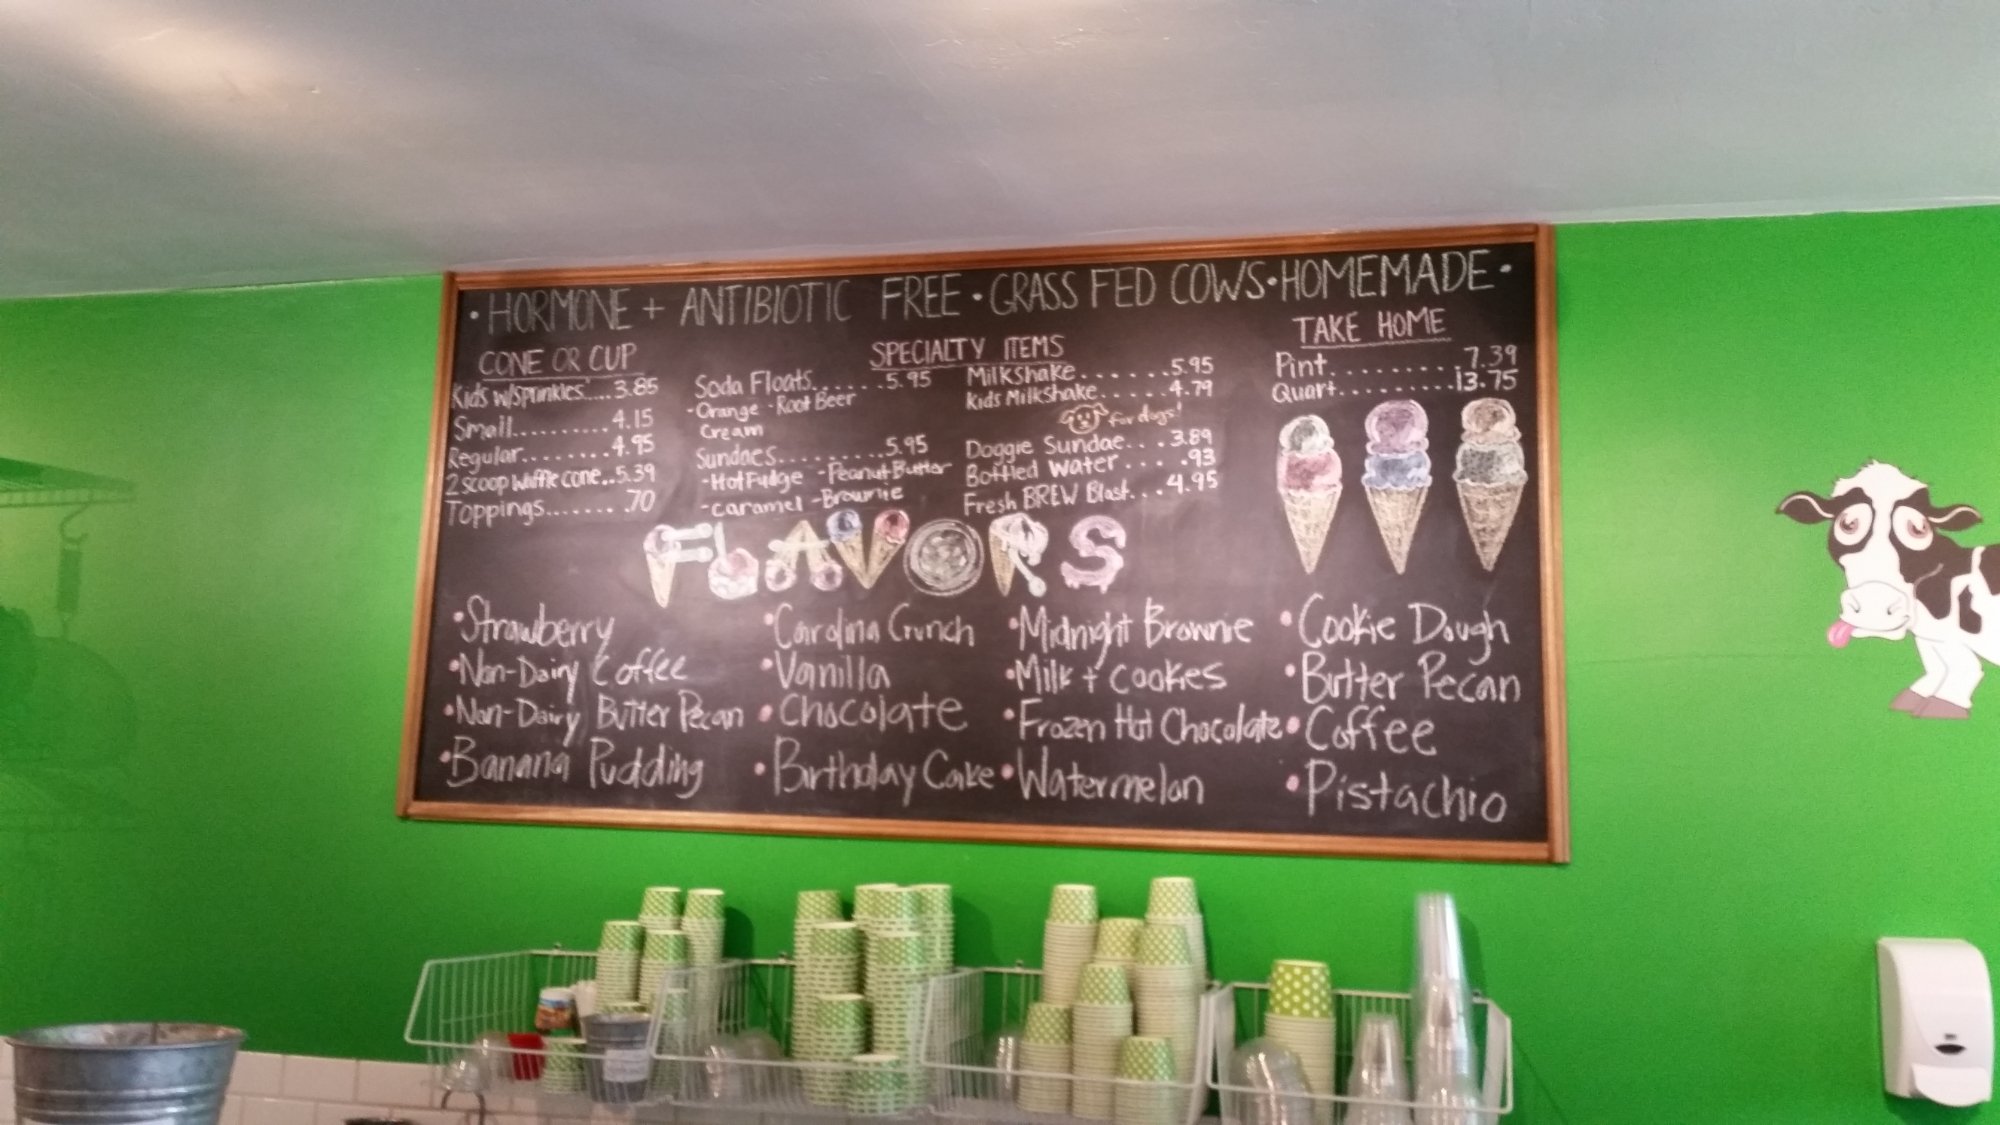 • HORMONE + ANTIBIOTIC FREE • GRASS FED COWS • HOMEMADE •
CONE OR CUP
Kids w/sprinkles.....3.85
Small..........4.15
Regular........4.95
2 scoop waffle cone..5.39
Toppings....... .70
SPECIALTY ITEMS
Soda Floats......5.95
-Orange -Root Beer
Cream
Sundaes..........5.95
-Hot Fudge -Peanut Butter
-Caramel -Brownie
Milkshake.......5.95
Kids Milkshake.....4.79
for dogs!
Doggie Sundae...3.89
Bottled Water.... .93
Fresh BREW Blast...4.95
TAKE HOME
Pint.........7.39
Quart.........13.75
FLAVORS
•Strawberry
•Non-Dairy Coffee
•Non-Dairy Butter Pecan
•Banana Pudding
•Carolina Crunch
•Vanilla
•Chocolate
•Birthday Cake
•Midnight Brownie
•Milk + cookies
•Frozen Hot Chocolate
•Watermelon
•Cookie Dough
•Butter Pecan
•Coffee
•Pistachio